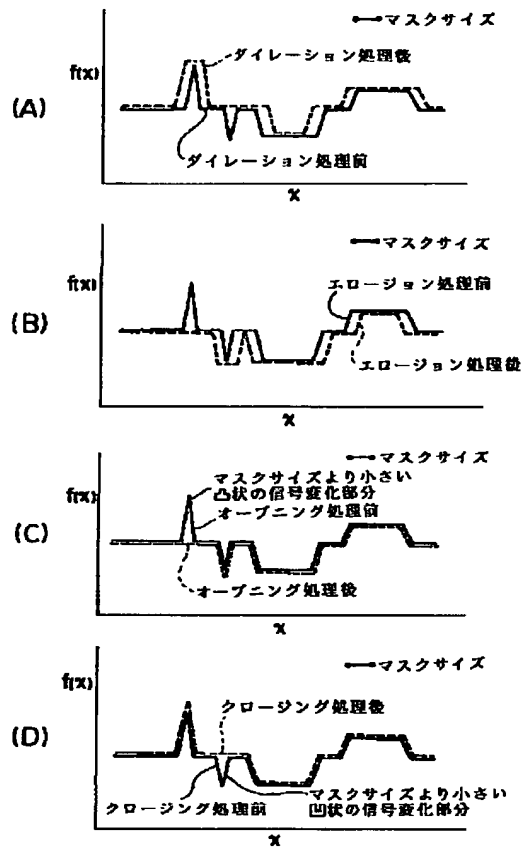 マスクサイズ
f(x)
ダイレーション処理後
(A)
ダイレーション処理前
x
マスクサイズ
f(x)
エロージョン処理前
(B)
エロージョン処理後
x
マスクサイズ
f(x)
マスクサイズより小さい
凸状の信号変化部分
オープニング処理前
(C)
オープニング処理後
x
マスクサイズ
f(x)
クロージング処理後
(D)
クロージング処理前
マスクサイズより小さい
凹状の信号変化部分
x